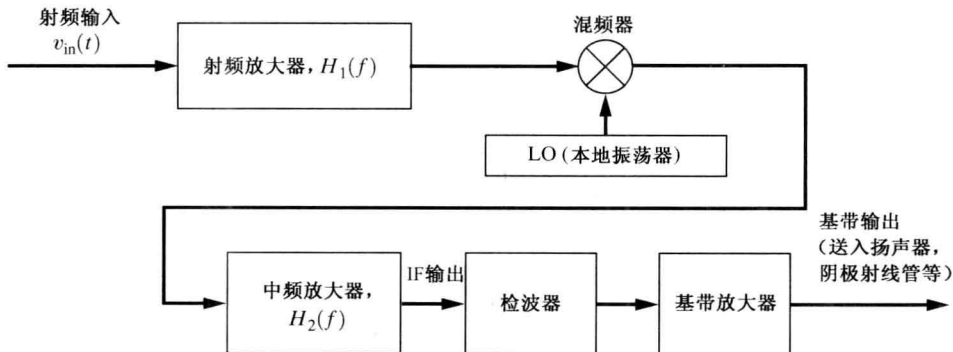 射频输入
v_in(t)
射频放大器，H₁(f)
混频器
LO (本地振荡器)
基带输出
（送入扬声器，
阴极射线管等）
中频放大器，
H₂(f)
IF输出
检波器
基带放大器